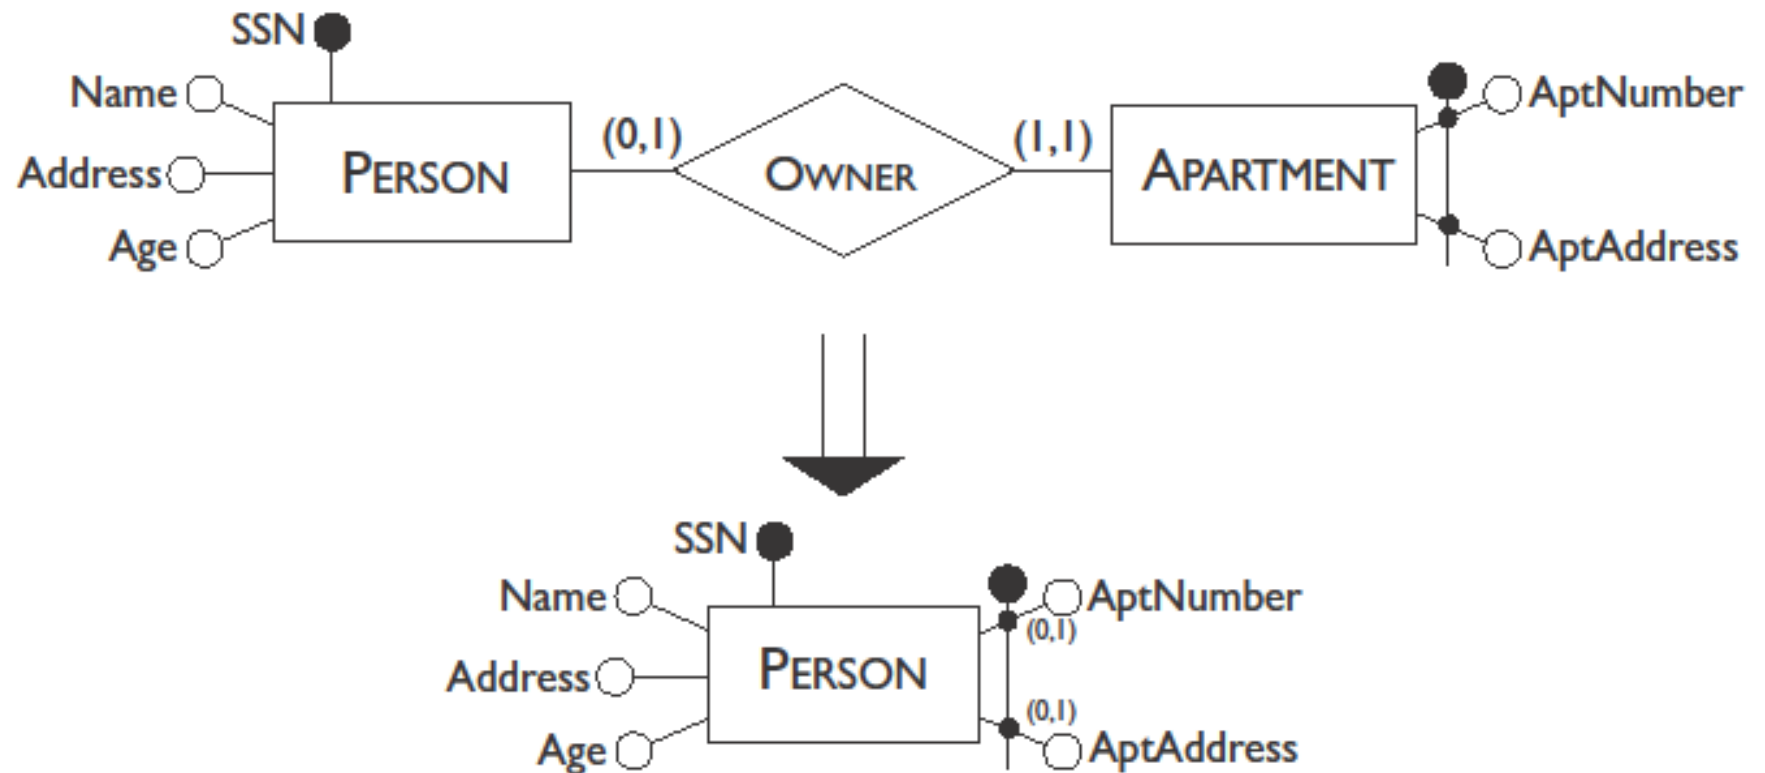 SSN
Name
Address
Age
PERSON
(0,1)
OWNER
(1,1)
APARTMENT
AptNumber
AptAddress
SSN
Name
Address
Age
PERSON
AptNumber
(0,1)
(0,1)
AptAddress